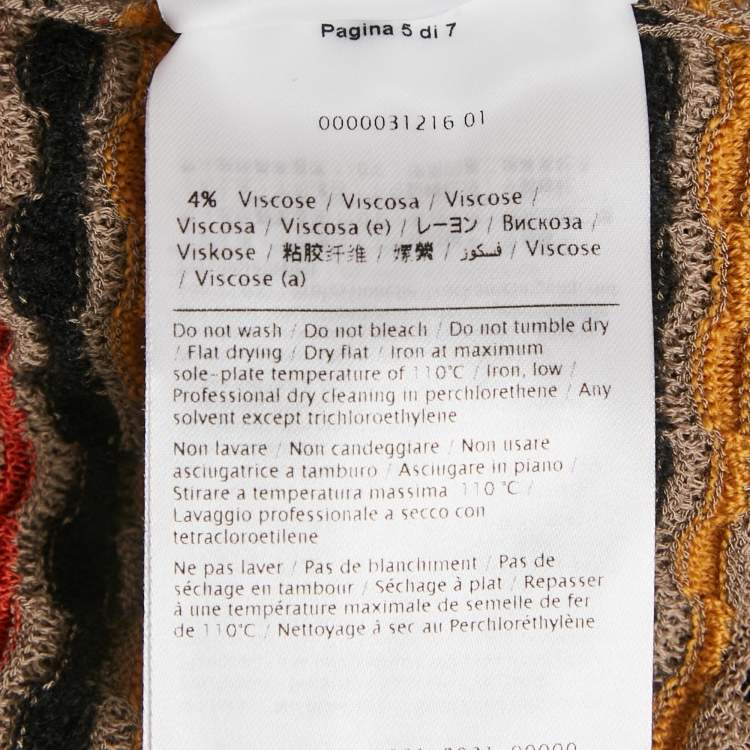 Pagina 5 di 7
0000031216 01
4% Viscose / Viscosa / Viscose /
Viscosa / Viscosa (e) / レーヨン / Вискоза /
Viskose / 粘胶纤维 / 嫘縈 / فسكوز / Viscose
/ Viscose (a)
Do not wash / Do not bleach / Do not tumble dry
/ Flat drying / Dry flat / Iron at maximum
sole-plate temperature of 110°C / Iron, low /
Professional dry cleaning in perchlorethene / Any
solvent except trichloroethylene
Non lavare / Non candeggiare / Non usare
asciugatrice a tamburo / Asciugare in piano /
Stirare a temperatura massima 110 °C /
Lavaggio professionale a secco con
tetracloroetilene
Ne pas laver / Pas de blanchiment / Pas de
séchage en tambour / Séchage à plat / Repasser
à une température maximale de semelle de fer
de 110°C / Nettoyage à sec au Perchloréthylène